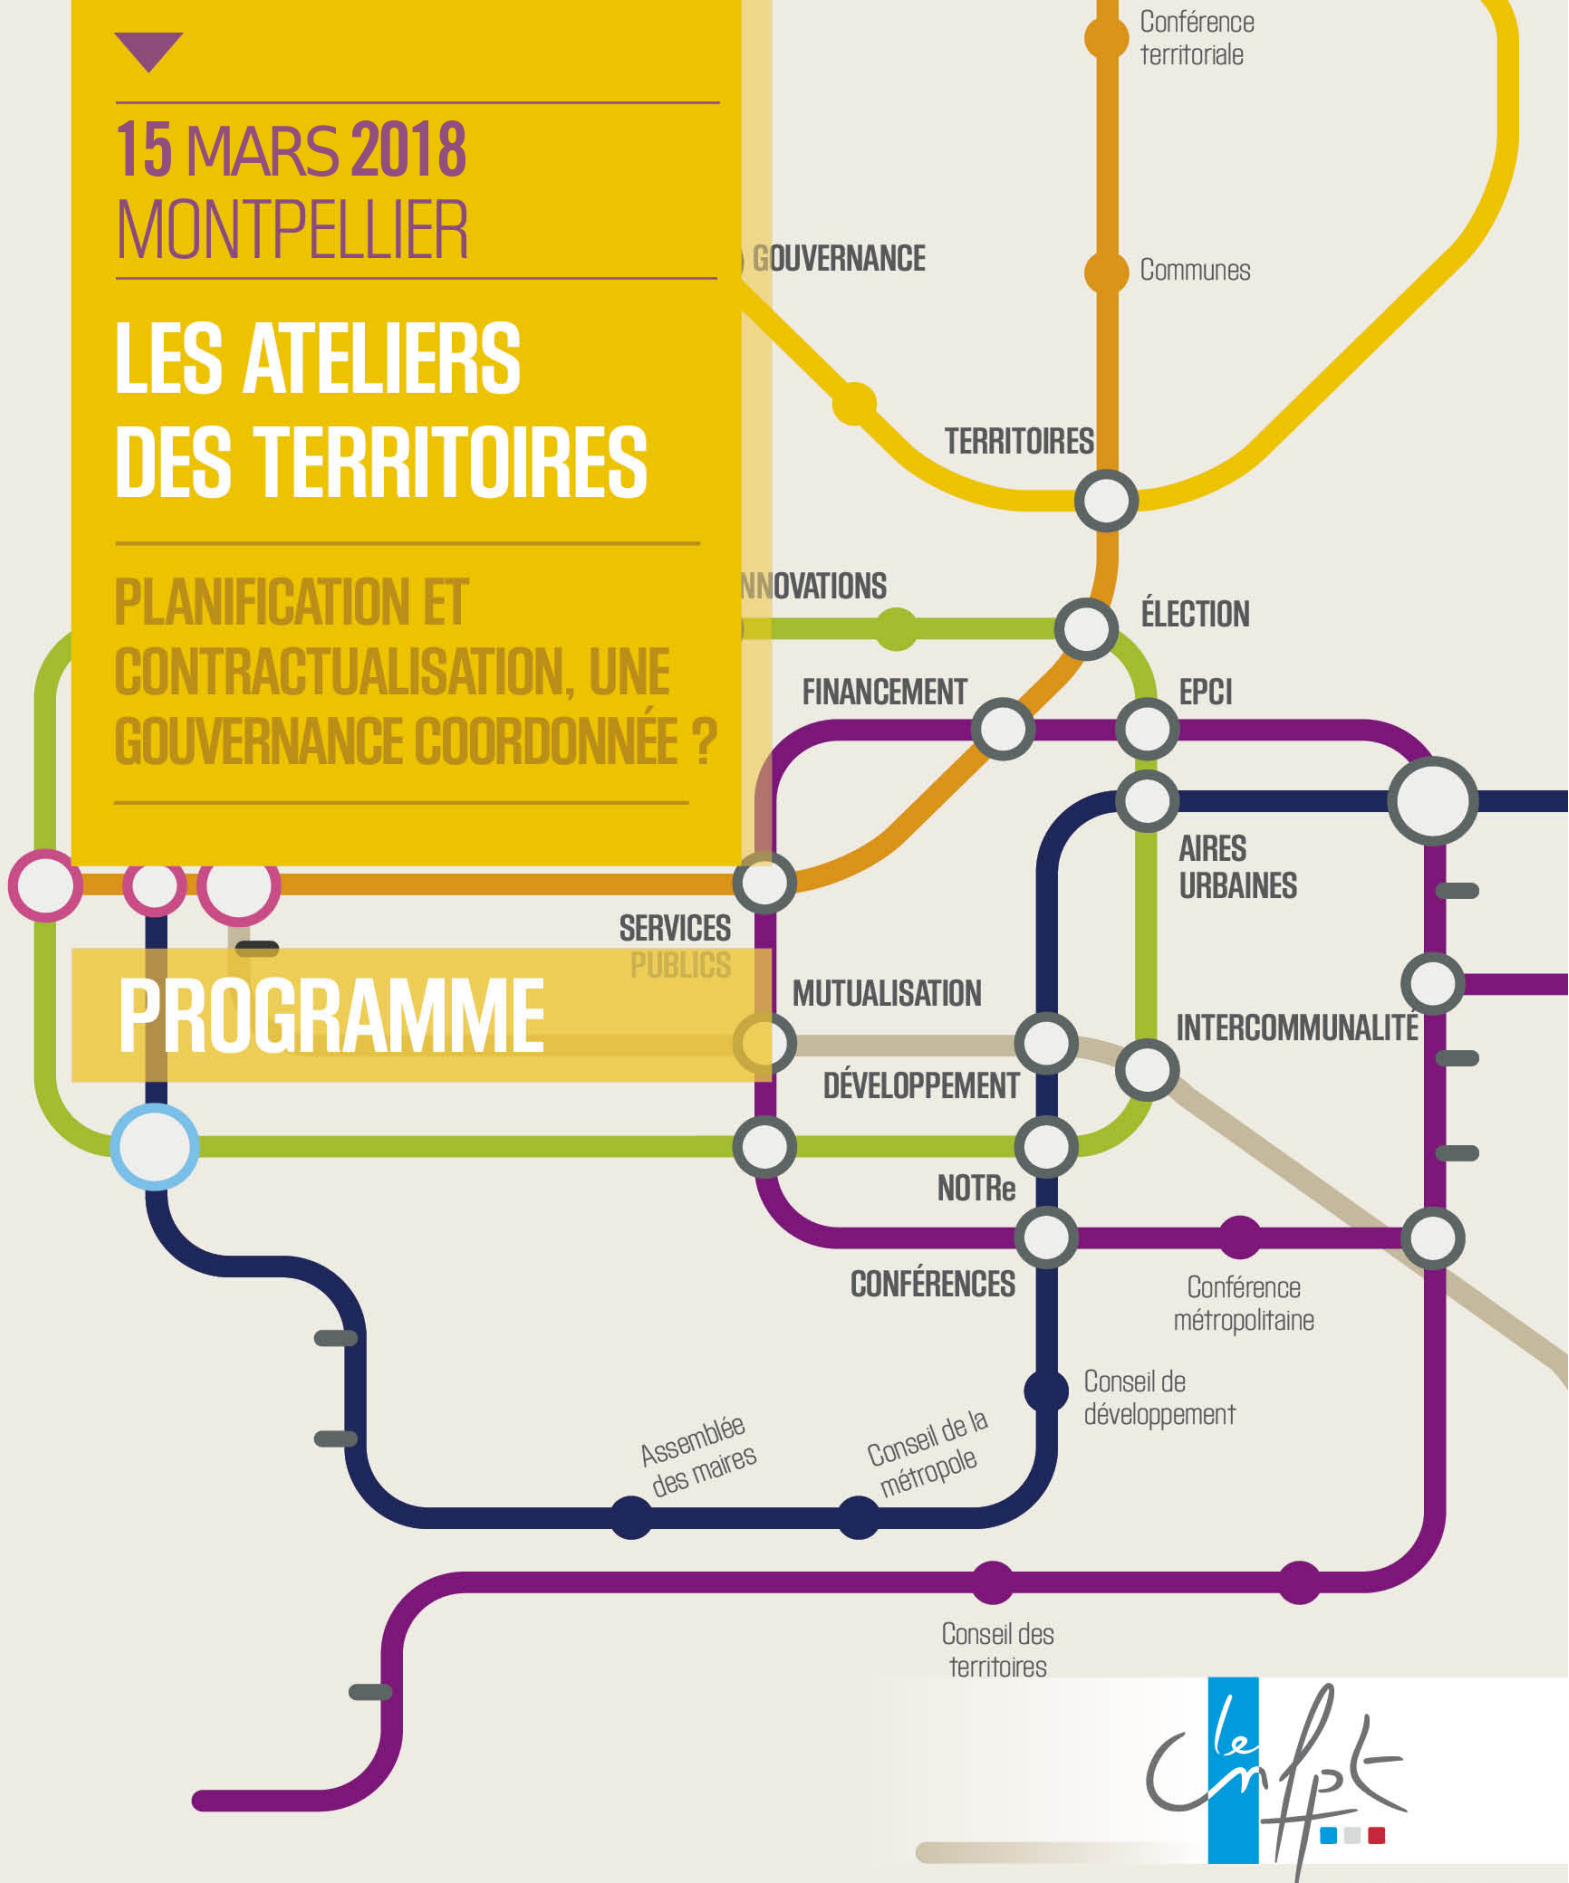 15 MARS 2018
MONTPELLIER
LES ATELIERS
DES TERRITOIRES
PLANIFICATION ET
CONTRACTUALISATION, UNE
GOUVERNANCE COORDONNÉE ?
PROGRAMME
Conférence
territoriale
GOUVERNANCE
Communes
TERRITOIRES
NNOVATIONS
ÉLECTION
FINANCEMENT
EPCI
AIRES
URBAINES
SERVICES
PUBLICS
MUTUALISATION
INTERCOMMUNALITÉ
DÉVELOPPEMENT
NOTRe
CONFÉRENCES
Conférence
métropolitaine
Conseil de
développement
Assemblée
des maires
Conseil de la
métropole
Conseil des
territoires
le
cnfpt